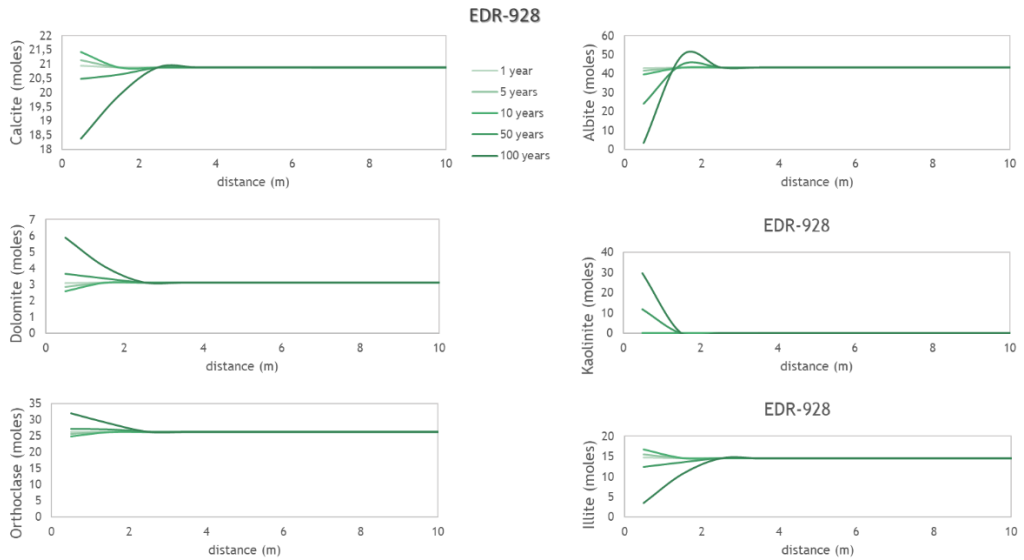 EDR-928
Calcite (moles)
22
21,5
21
20,5
20
19,5
19
18,5
18
0 2 4 6 8 10
distance (m)
1 year
5 years
10 years
50 years
100 years
Albite (moles)
60
50
40
30
20
10
0
0 2 4 6 8 10
distance (m)
Dolomite (moles)
7
6
5
4
3
2
1
0
0 2 4 6 8 10
distance (m)
EDR-928
Kaolinite (moles)
40
30
20
10
0
0 2 4 6 8 10
distance (m)
Orthoclase (moles)
35
30
25
20
15
10
5
0
0 2 4 6 8 10
distance (m)
EDR-928
Illite (moles)
20
15
10
5
0
0 2 4 6 8 10
distance (m)